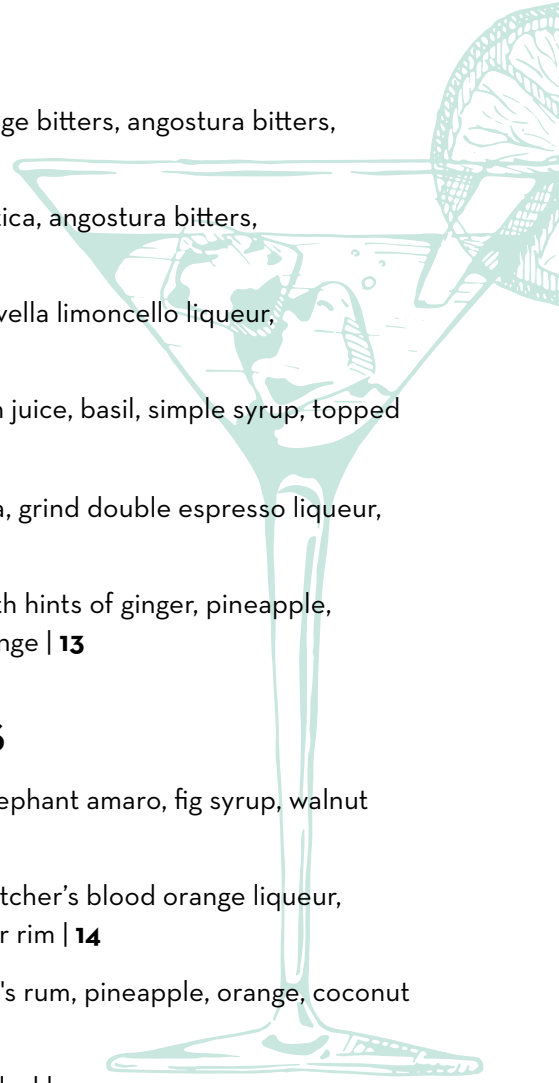 ge bitters, angostura bitters,
tica, angostura bitters,
vella limoncello liqueur,
juice, basil, simple syrup, topped
a, grind double espresso liqueur,
th hints of ginger, pineapple,
nge | 13
s
ephant amaro, fig syrup, walnut
tcher's blood orange liqueur,
r rim | 14
's rum, pineapple, orange, coconut